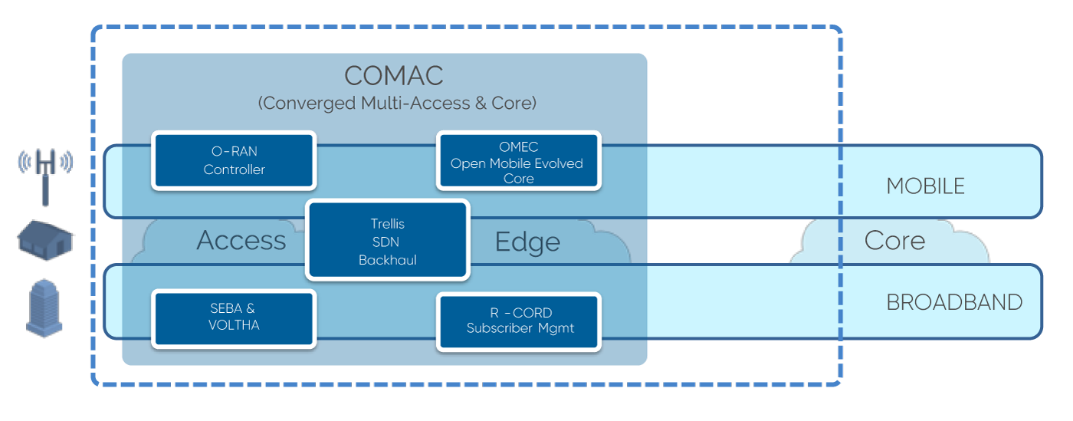 COMAC
(Converged Multi-Access & Core)
O-RAN
Controller
OMEC
Open Mobile Evolved
Core
MOBILE
Access
Trellis
SDN
Backhaul
Edge
Core
SEBA &
VOLTHA
R -CORD
Subscriber Mgmt
BROADBAND